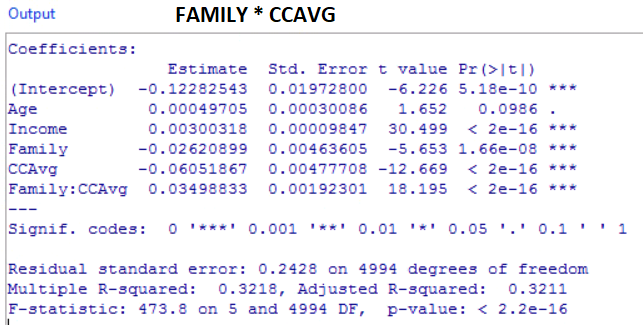 Output FAMILY * CCAVG
Coefficients:
Estimate Std. Error t value Pr(>|t|)
(Intercept) -0.12282543 0.01972800 -6.226 5.18e-10 ***
Age 0.00049705 0.00030086 1.652 0.0986 .
Income 0.00300318 0.00009847 30.499 < 2e-16 ***
Family -0.02620899 0.00463605 -5.653 1.66e-08 ***
CCAvg -0.06051867 0.00477708 -12.669 < 2e-16 ***
Family:CCAvg 0.03498833 0.00192301 18.195 < 2e-16 ***
---
Signif. codes: 0 '***' 0.001 '**' 0.01 '*' 0.05 '.' 0.1 ' ' 1
Residual standard error: 0.2428 on 4994 degrees of freedom
Multiple R-squared: 0.3218, Adjusted R-squared: 0.3211
F-statistic: 473.8 on 5 and 4994 DF, p-value: < 2.2e-16